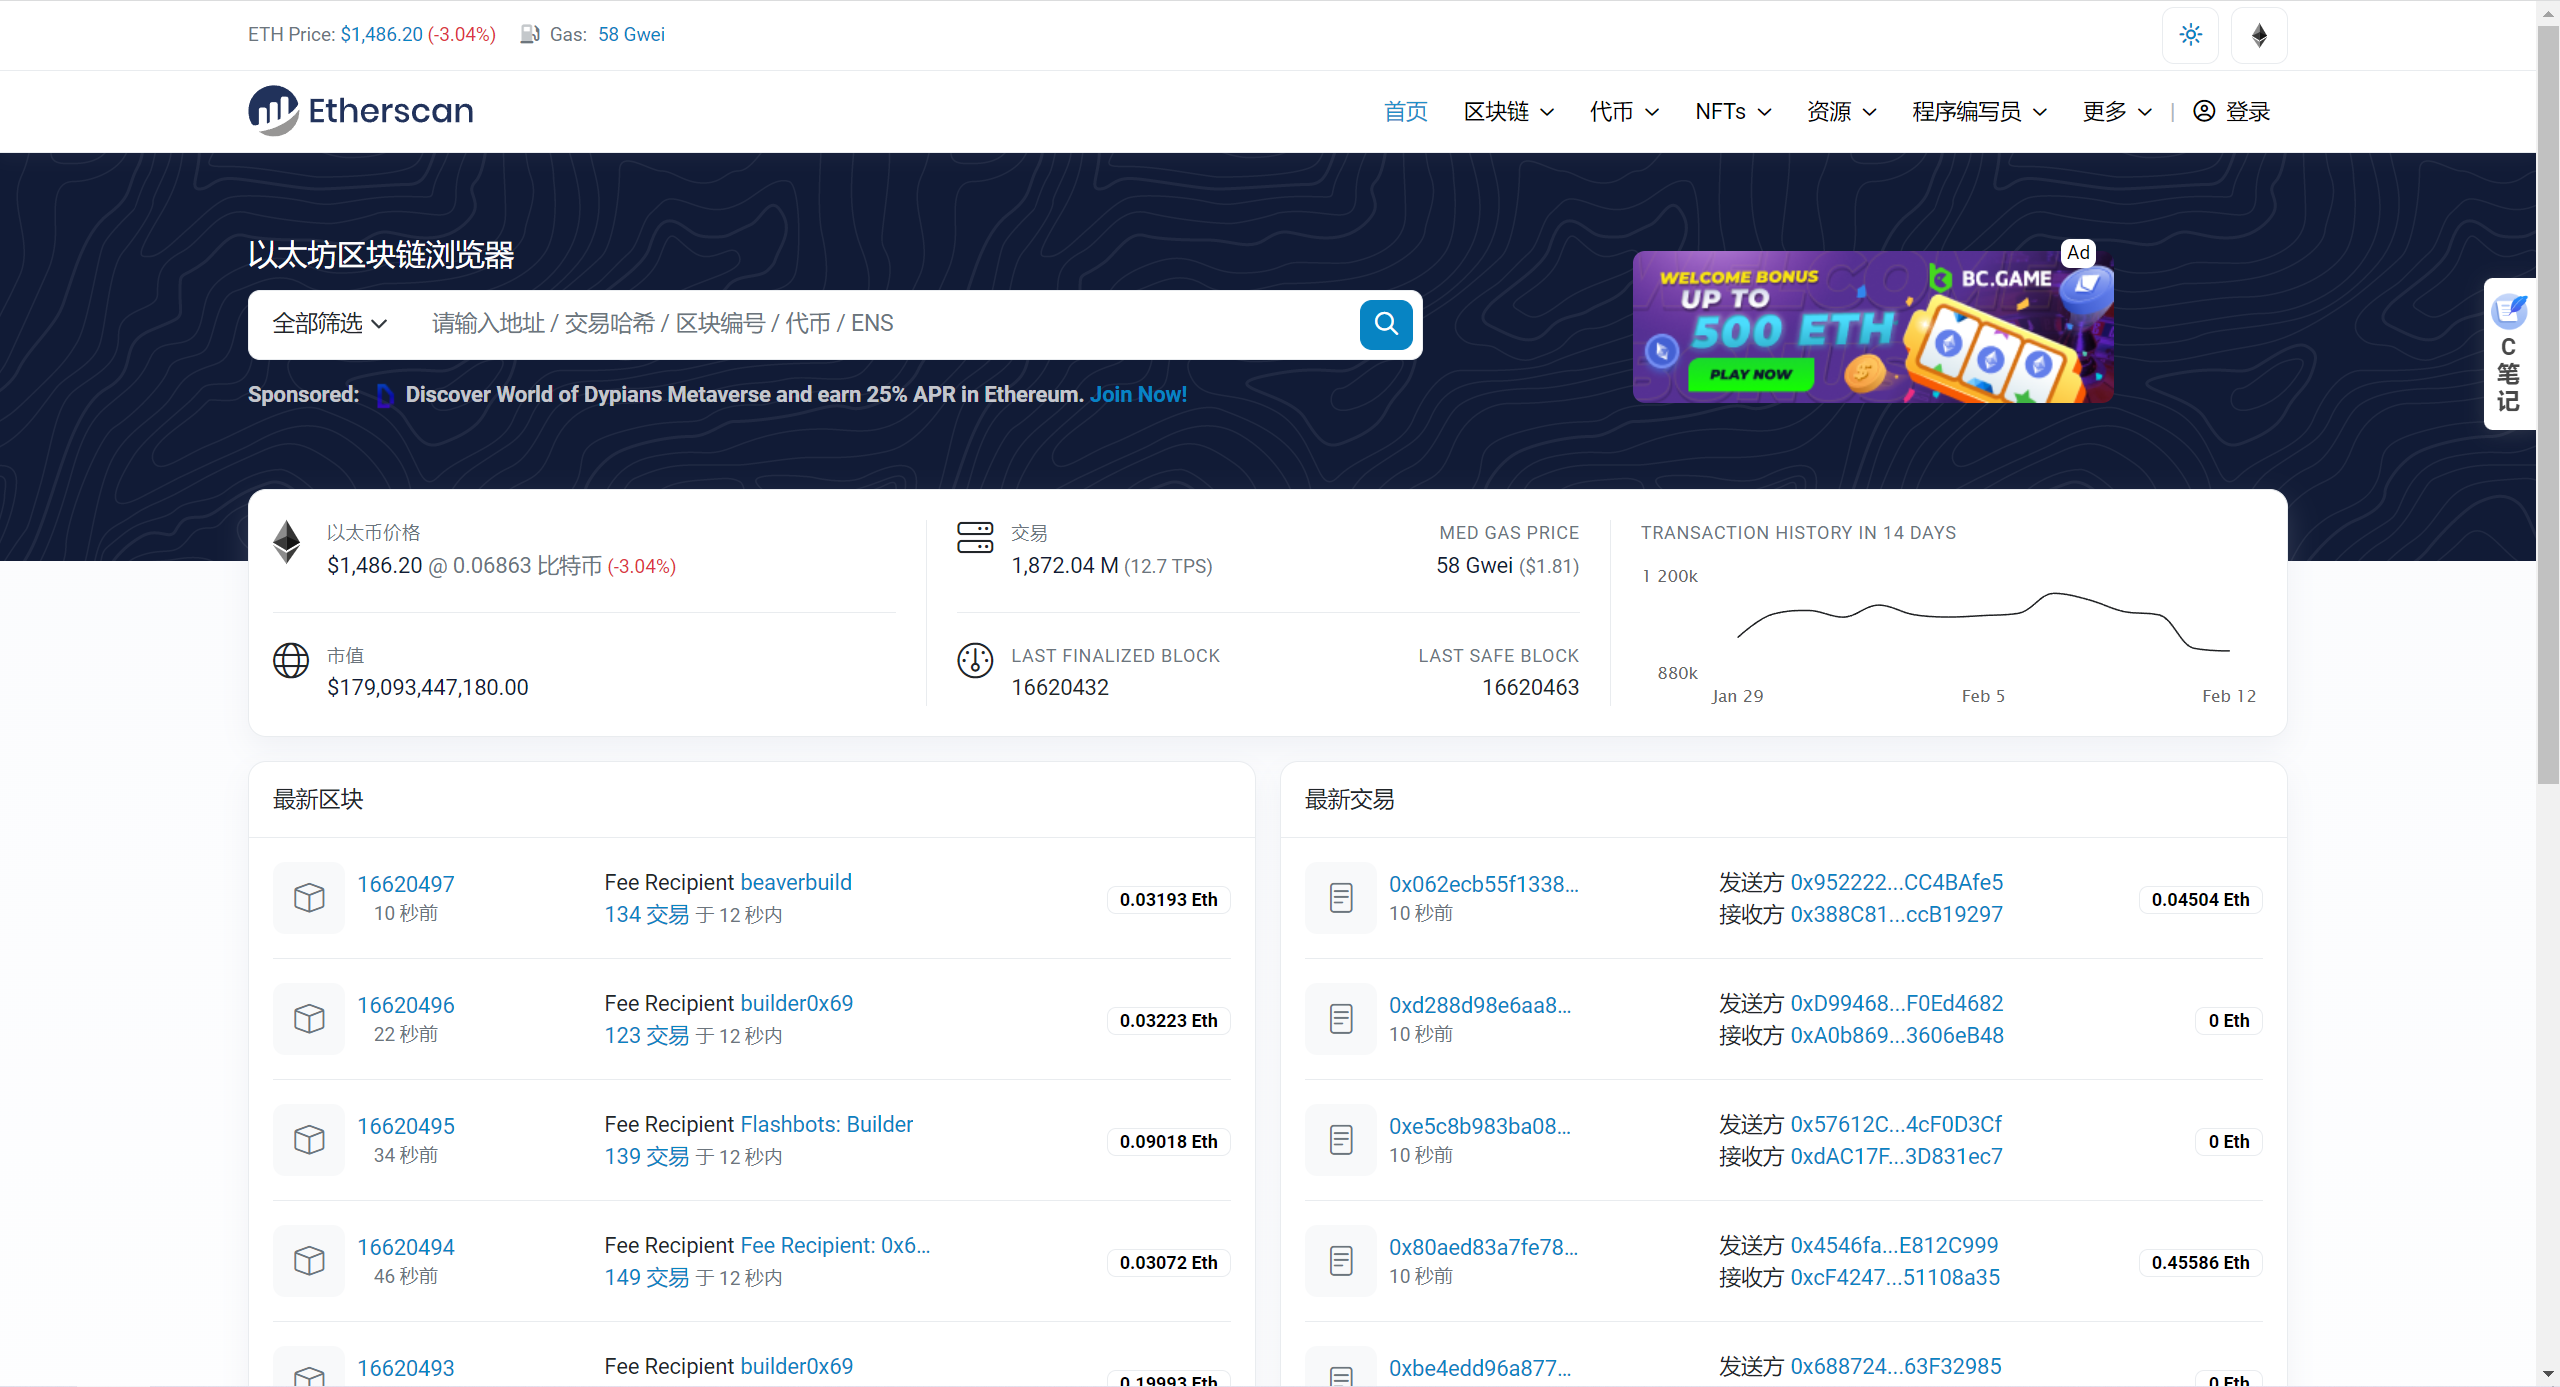 ETH Price: $1,486.20 (-3.04%) Gas: 58 Gwei
Etherscan
首页 区块链 代币 NFTs 资源 程序编写员 更多 | 登录
以太坊区块链浏览器
全部筛选 请输入地址 / 交易哈希 / 区块编号 / 代币 / ENS
Sponsored: Discover World of Dypians Metaverse and earn 25% APR in Ethereum. Join Now!
Ad
WELCOME BONUS
UP TO
500 ETH
PLAY NOW
BC.GAME
C
笔
记
以太币价格
$1,486.20 @ 0.06863 比特币 (-3.04%)
市值
$179,093,447,180.00
交易
1,872.04 M (12.7 TPS)
MED GAS PRICE
58 Gwei ($1.81)
LAST FINALIZED BLOCK
16620432
LAST SAFE BLOCK
16620463
TRANSACTION HISTORY IN 14 DAYS
1 200k
880k
Jan 29 Feb 5 Feb 12
最新区块
16620497
10 秒前
Fee Recipient beaverbuild
134 交易 于 12 秒内
0.03193 Eth
16620496
22 秒前
Fee Recipient builder0x69
123 交易 于 12 秒内
0.03223 Eth
16620495
34 秒前
Fee Recipient Flashbots: Builder
139 交易 于 12 秒内
0.09018 Eth
16620494
46 秒前
Fee Recipient Fee Recipient: 0x6...
149 交易 于 12 秒内
0.03072 Eth
16620493
Fee Recipient builder0x69
0.19993 Eth
最新交易
0x062ecb55f1338...
10 秒前
发送方 0x952222...CC4BAfe5
接收方 0x388C81...ccB19297
0.04504 Eth
0xd288d98e6aa8...
10 秒前
发送方 0xD99468...F0Ed4682
接收方 0xA0b869...3606eB48
0 Eth
0xe5c8b983ba08...
10 秒前
发送方 0x57612C...4cF0D3Cf
接收方 0xdAC17F...3D831ec7
0 Eth
0x80aed83a7fe78...
10 秒前
发送方 0x4546fa...E812C999
接收方 0xcF4247...51108a35
0.45586 Eth
0xbe4edd96a877...
发送方 0x688724...63F32985
0 Eth